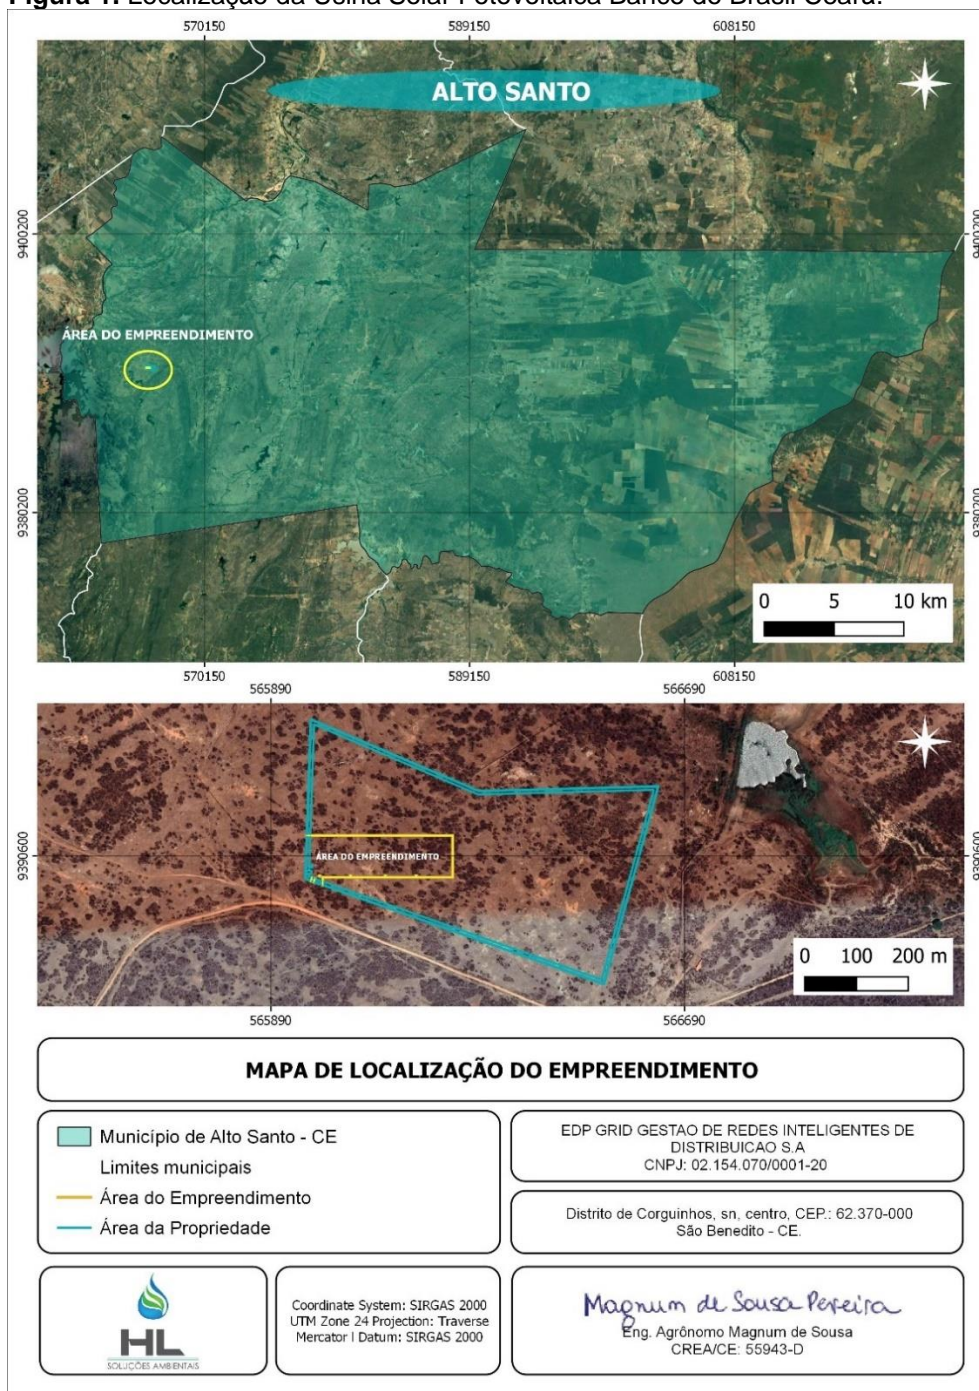 Figura 1. Localização da Usina Solar Fotovoltaica Banco do Brasil Ceará.
570150 589150 608150
ALTO SANTO
9400200 9400200
ÁREA DO EMPREENDIMENTO
9380200 9380200
0 5 10 km
570150 589150 608150
565890 566690
9390600 9390600
ÁREA DO EMPREENDIMENTO
0 100 200 m
565890 566690
MAPA DE LOCALIZAÇÃO DO EMPREENDIMENTO
Município de Alto Santo - CE
Limites municipais
Área do Empreendimento
Área da Propriedade
EDP GRID GESTAO DE REDES INTELIGENTES DE
DISTRIBUICAO S.A
CNPJ: 02.154.070/0001-20
Distrito de Corguinhos, sn, centro, CEP.: 62.370-000
São Benedito - CE.
HL
SOLUÇÕES AMBIENTAIS
Coordinate System: SIRGAS 2000
UTM Zone 24 Projection: Traverse
Mercator | Datum: SIRGAS 2000
Magnum de Sousa Pereira
Eng. Agrônomo Magnum de Sousa
CREA/CE: 55943-D